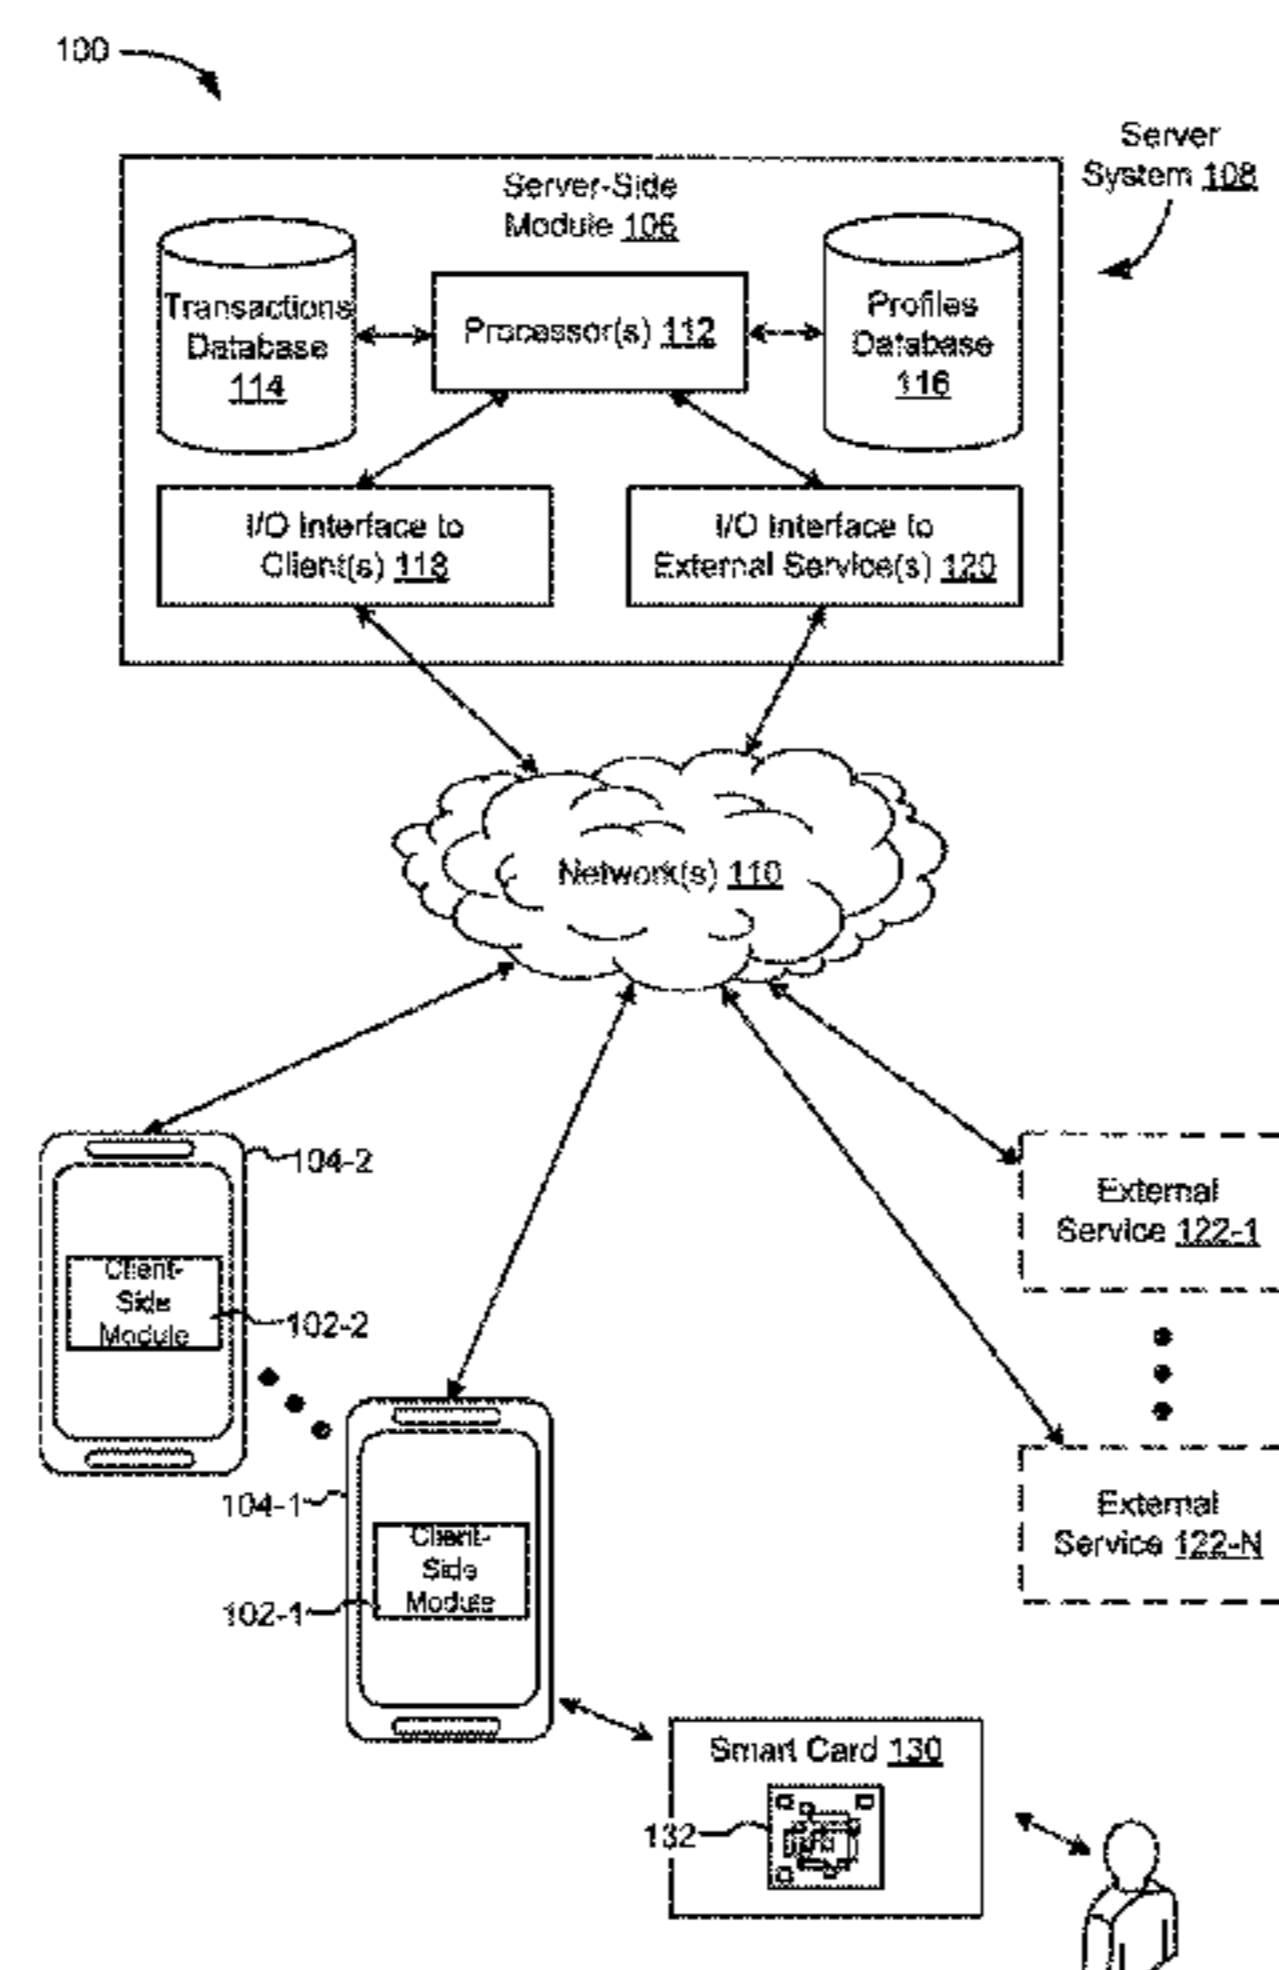 100
Server
System 108
Server-Side
Module 106
Transactions
Database
114
Processor(s) 112
Profiles
Database
116
I/O Interface to
Client(s) 118
I/O Interface to
External Service(s) 120
Network(s) 110
104-2
Client-
Side
Module
102-2
External
Service 122-1
104-1
Client-
Side
Module
102-1
External
Service 122-N
Smart Card 130
132